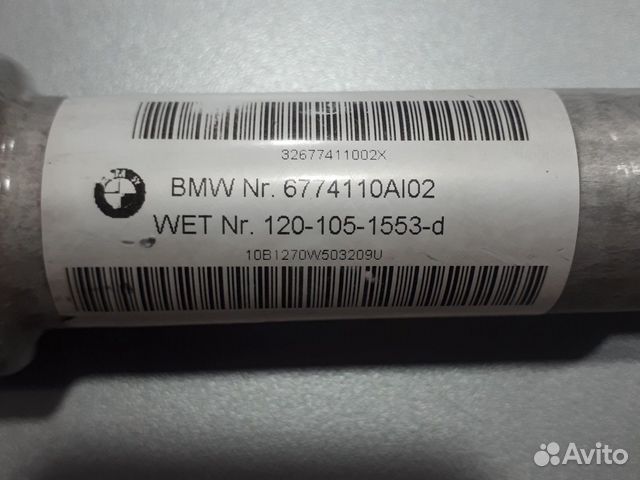 32677411002X
BMW Nr. 6774110AI02
WET Nr. 120-105-1553-d
10B1270W503209U
Avito